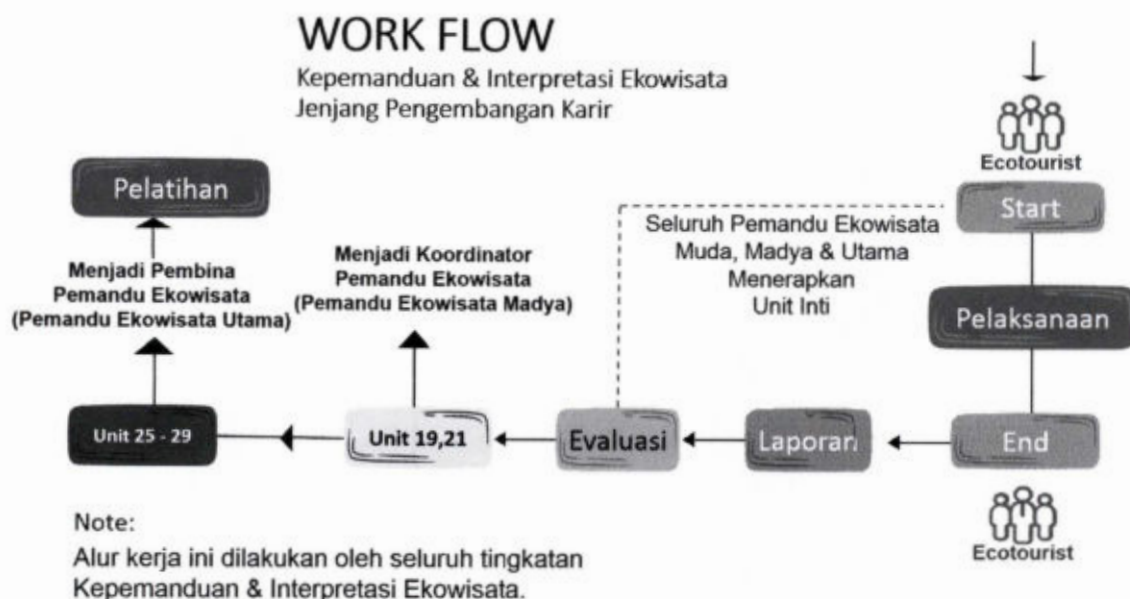 WORK FLOW
Kepemanduan & Interpretasi Ekowisata
Jenjang Pengembangan Karir
Ecotourist
Start
Seluruh Pemandu Ekowisata
Muda, Madya & Utama
Menerapkan
Unit Inti
Pelaksanaan
Pelatihan
Menjadi Pembina
Pemandu Ekowisata
(Pemandu Ekowisata Utama)
Menjadi Koordinator
Pemandu Ekowisata
(Pemandu Ekowisata Madya)
Unit 25 - 29
Unit 19,21
Evaluasi
Laporan
End
Ecotourist
Note:
Alur kerja ini dilakukan oleh seluruh tingkatan
Kepemanduan & Interpretasi Ekowisata.